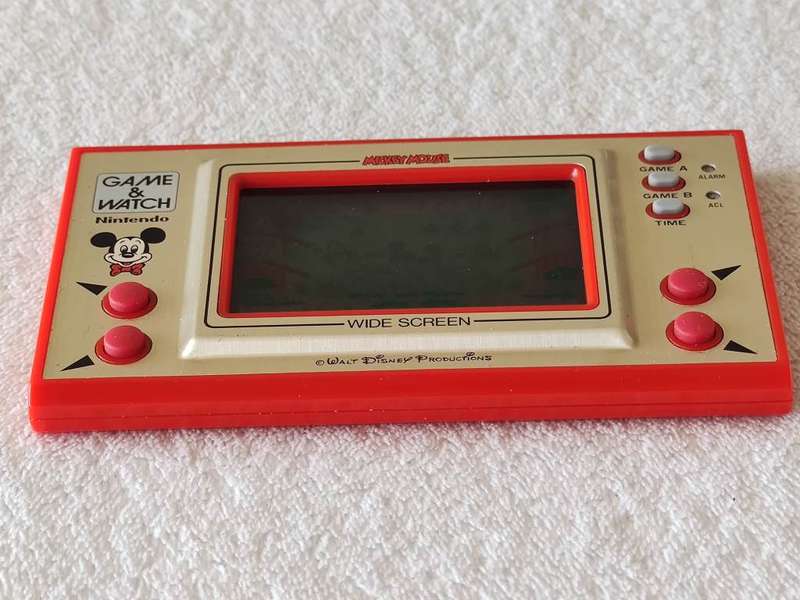 MICKEY MOUSE
GAME
&
WATCH
Nintendo
GAME A
ALARM
GAME B
ACL
TIME
WIDE SCREEN
© WALT DISNEY PRODUCTIONS